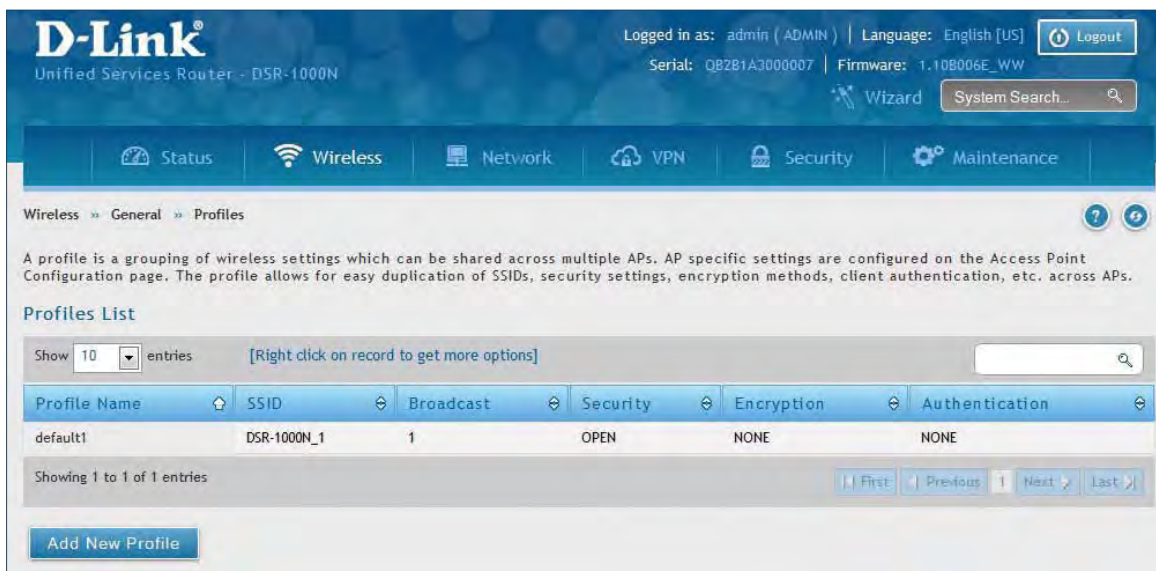 D-Link®
Unified Services Router - DSR-1000N
Logged in as: admin ( ADMIN ) | Language: English [US]
Logout
Serial: QB2B1A3000007 | Firmware: 1.10B006E_WW
Wizard
System Search...
Status
Wireless
Network
VPN
Security
Maintenance
Wireless » General » Profiles
?
A profile is a grouping of wireless settings which can be shared across multiple APs. AP specific settings are configured on the Access Point
Configuration page. The profile allows for easy duplication of SSIDs, security settings, encryption methods, client authentication, etc. across APs.
Profiles List
Show 10 entries [Right click on record to get more options]
Profile Name SSID Broadcast Security Encryption Authentication
default1 DSR-1000N_1 1 OPEN NONE NONE
Showing 1 to 1 of 1 entries
First Previous 1 Next Last
Add New Profile